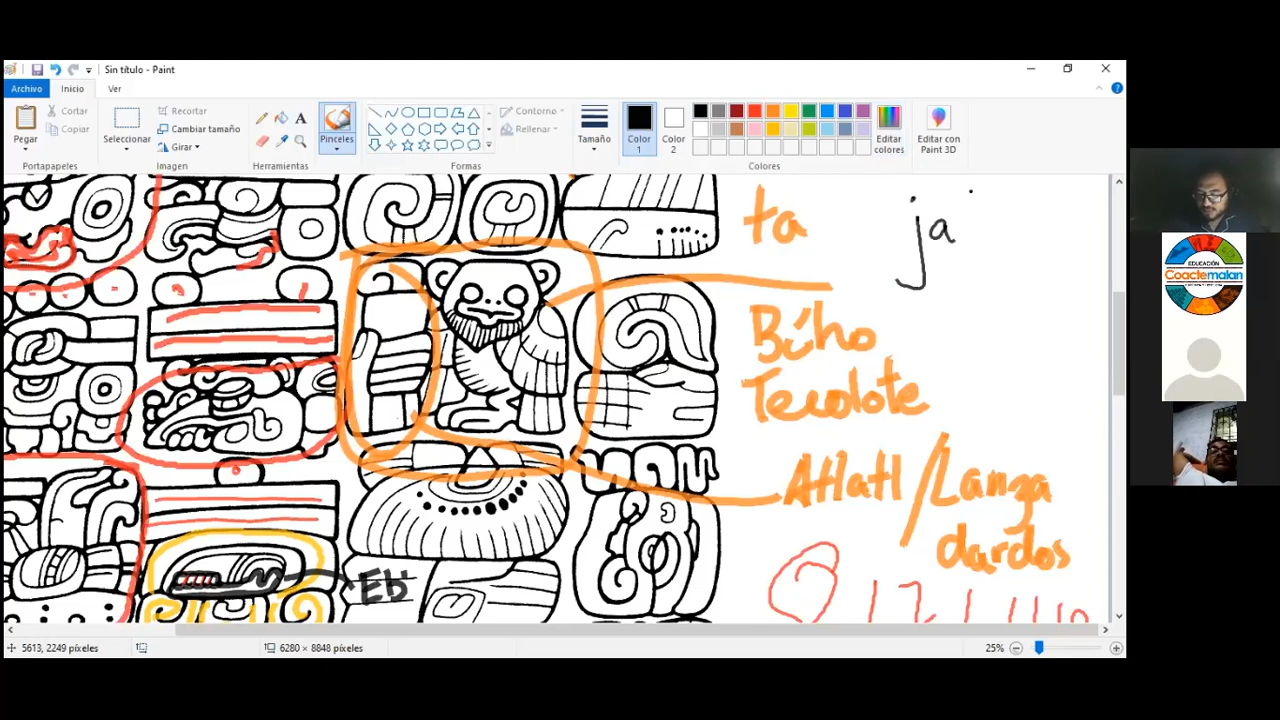 Sin título - Paint
Archivo
Inicio
Ver
Pegar
Cortar
Copiar
Portapapeles
Seleccionar
Recortar
Cambiar tamaño
Girar
Imagen
A
Herramientas
Pinceles
Contorno
Rellenar
Formas
Tamaño
Color
1
Color
2
Editar
colores
Editar con
Paint 3D
Colores
ta
ja
Búho
Tecolote
Atlatl/Lanza
dardos
Eb'
EDUCACIÓN
Coactemalan
5613, 2249 píxeles
6280 × 8848 píxeles
25%